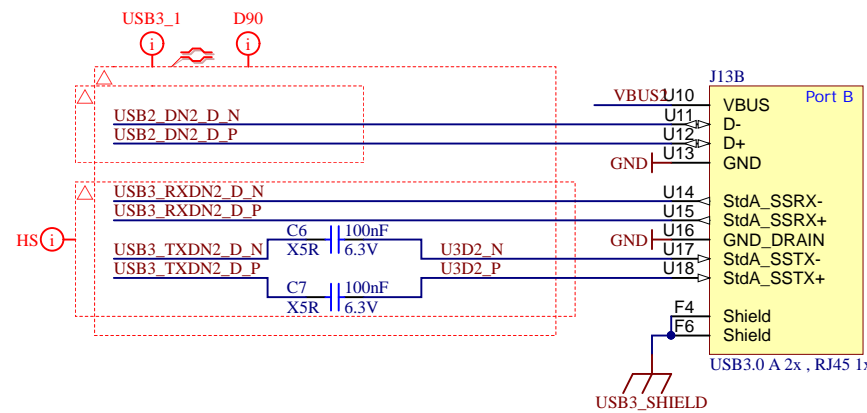 USB3_1 D90
i i
J13B
Port B
VBUS2 U10 VBUS
USB2_DN2_D_N U11 D-
USB2_DN2_D_P U12 D+
GND U13 GND
USB3_RXDN2_D_N U14 StdA_SSRX-
USB3_RXDN2_D_P U15 StdA_SSRX+
HS i
GND U16 GND_DRAIN
USB3_TXDN2_D_N C6 100nF X5R 6.3V U3D2_N U17 StdA_SSTX-
USB3_TXDN2_D_P C7 100nF X5R 6.3V U3D2_P U18 StdA_SSTX+
F4 Shield
F6 Shield
USB3.0 A 2x , RJ45 1x
USB3_SHIELD